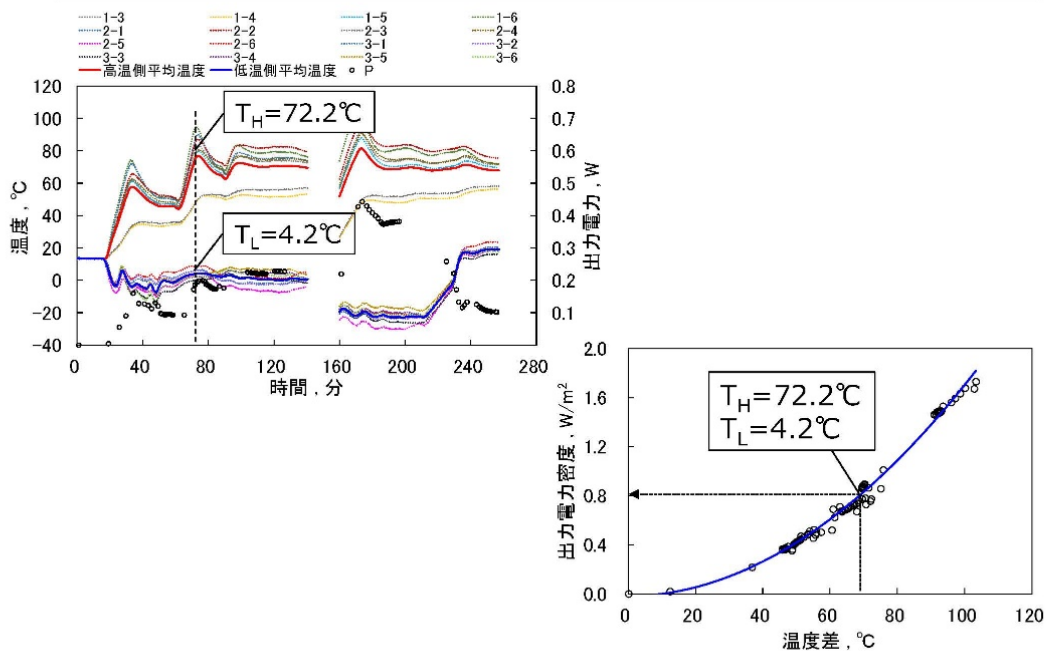 1-3 1-4 1-5 1-6
2-1 2-2 2-3 2-4
2-5 2-6 3-1 3-2
3-3 3-4 3-5 3-6
高温側平均温度 低温側平均温度 P
120
100
80
60
40
20
0
-20
-40
温度 , ℃
0.8
0.7
0.6
0.5
0.4
0.3
0.2
0.1
0.0
出力電力 , W
T_H=72.2℃
T_L=4.2℃
0 40 80 120 160 200 240 280
時間 , 分
2.0
1.6
1.2
0.8
0.4
0.0
出力電力密度 , W/m²
T_H=72.2℃
T_L=4.2℃
0 20 40 60 80 100 120
温度差 , ℃